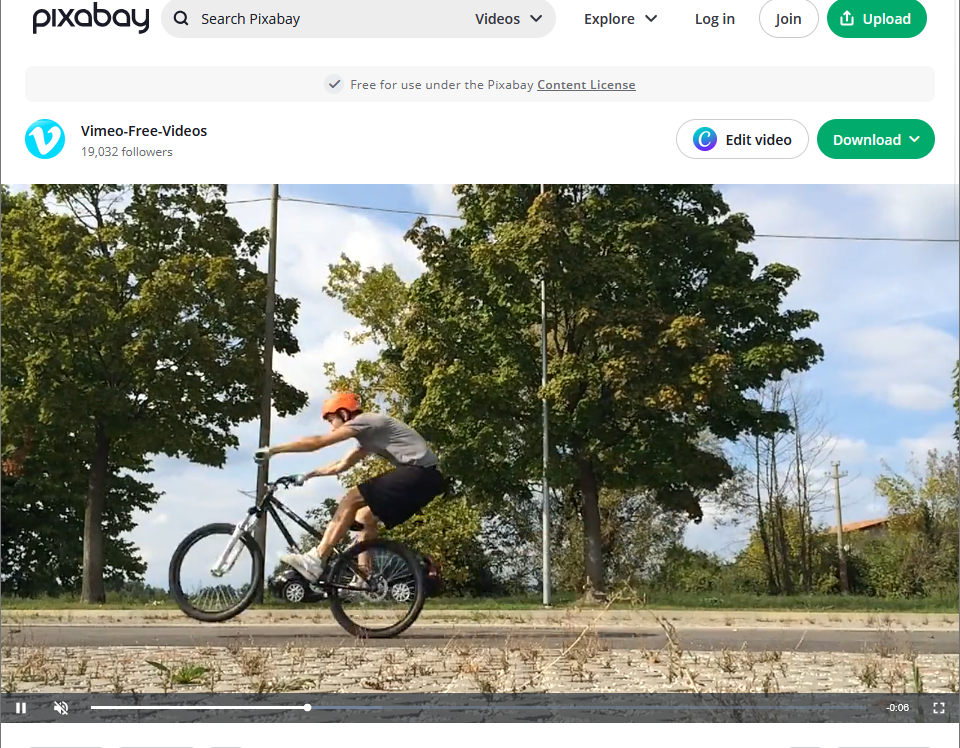 pixabay
Search Pixabay
Videos
Explore
Log in
Join
Upload
Free for use under the Pixabay Content License
Vimeo-Free-Videos
19,032 followers
Edit video
Download
-0:06